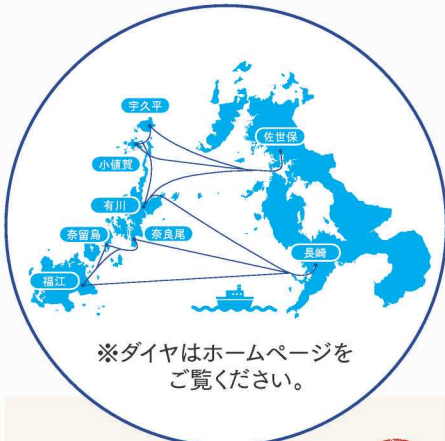 宇久平
佐世保
小値賀
有川
奈留島
奈良尾
長崎
福江
※ダイヤはホームページを
ご覧ください。